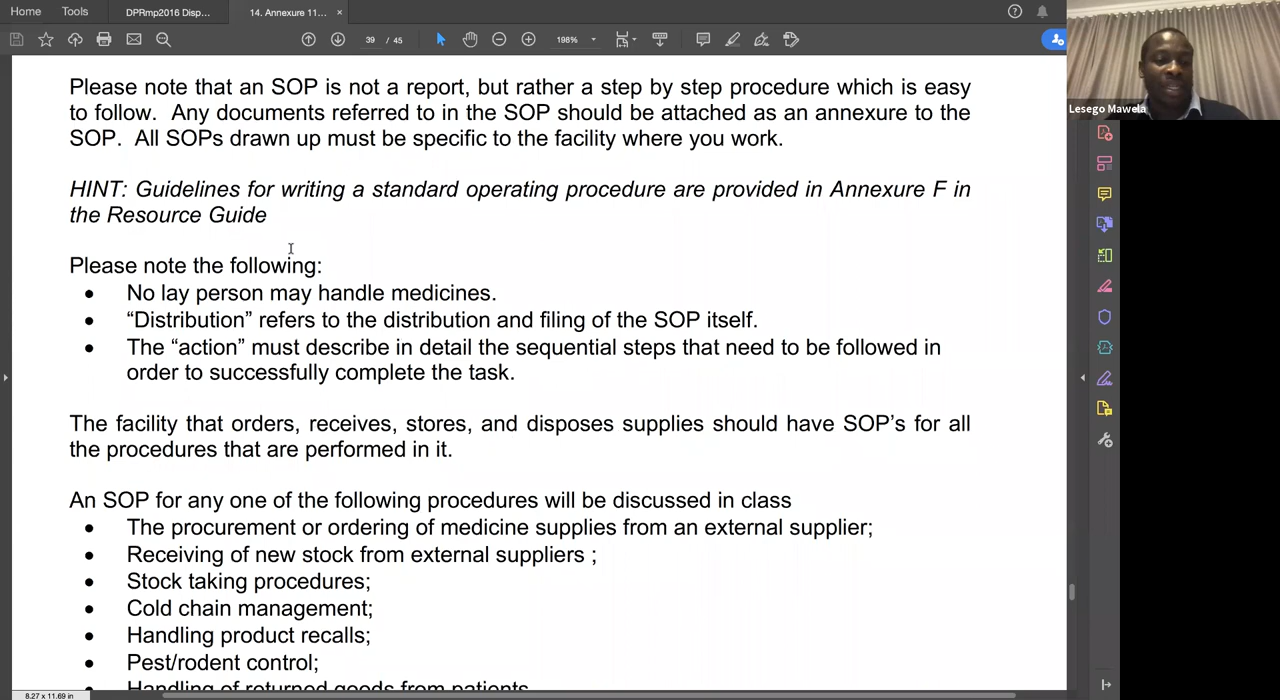 Home Tools DPRmp2016 Disp... 14. Annexure 11... ×
39 / 45 198%
Lesego Mawela
Please note that an SOP is not a report, but rather a step by step procedure which is easy
to follow. Any documents referred to in the SOP should be attached as an annexure to the
SOP. All SOPs drawn up must be specific to the facility where you work.
HINT: Guidelines for writing a standard operating procedure are provided in Annexure F in
the Resource Guide
Please note the following:
• No lay person may handle medicines.
• “Distribution” refers to the distribution and filing of the SOP itself.
• The “action” must describe in detail the sequential steps that need to be followed in
order to successfully complete the task.
The facility that orders, receives, stores, and disposes supplies should have SOP’s for all
the procedures that are performed in it.
An SOP for any one of the following procedures will be discussed in class
• The procurement or ordering of medicine supplies from an external supplier;
• Receiving of new stock from external suppliers ;
• Stock taking procedures;
• Cold chain management;
• Handling product recalls;
• Pest/rodent control;
• Handling of returned goods from patients
8.27 x 11.69 in